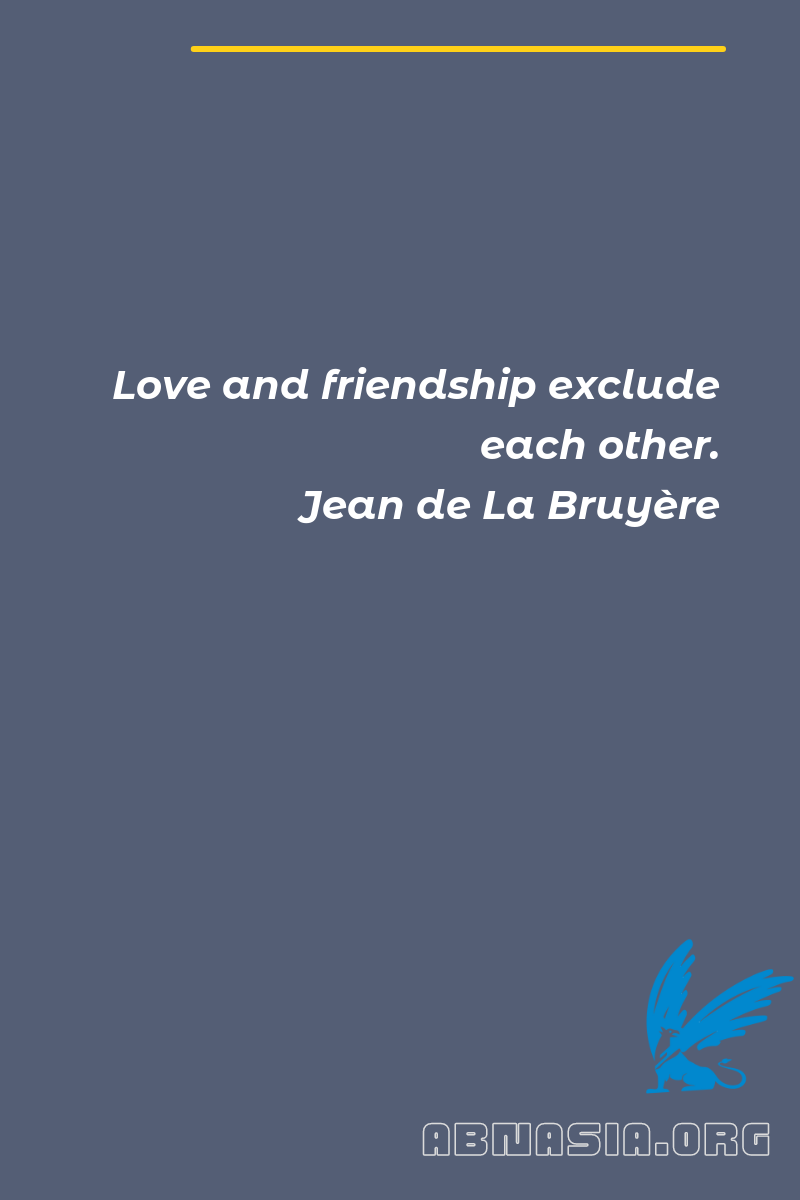 Love and friendship exclude
each other.
Jean de La Bruyère
ABNASIA.ORG